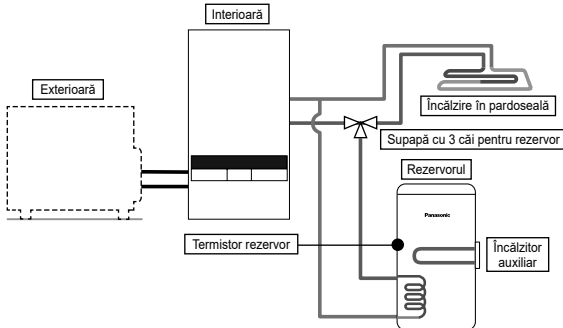 Interioară
Exterioară
Încălzire în pardoseală
Supapă cu 3 căi pentru rezervor
Rezervorul
Panasonic
Termistor rezervor
Încălzitor
auxiliar